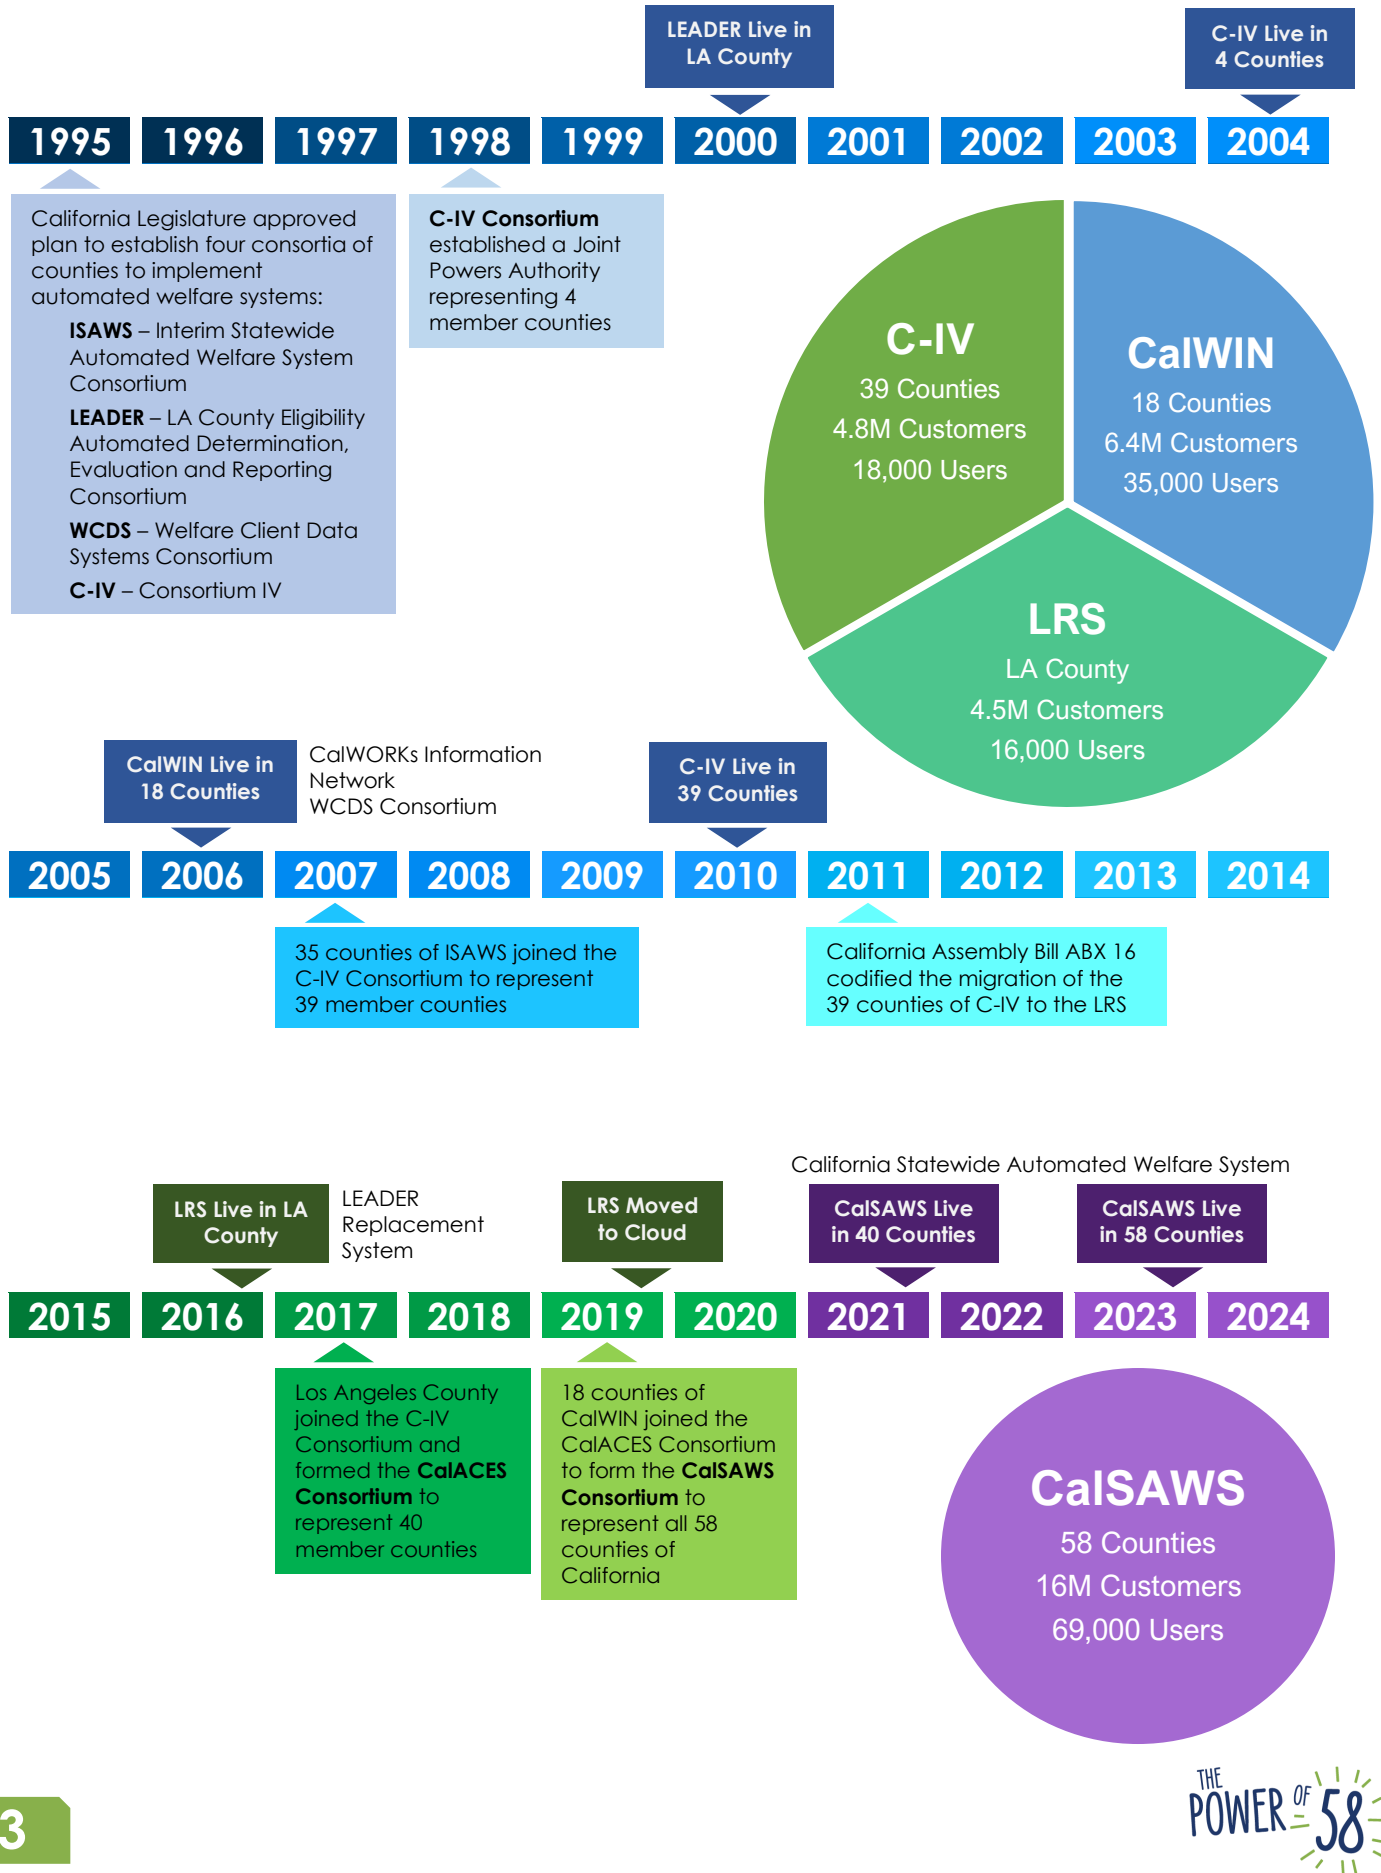 LEADER Live in
LA County
C-IV Live in
4 Counties
1995 1996 1997 1998 1999 2000 2001 2002 2003 2004
California Legislature approved
plan to establish four consortia of
counties to implement
automated welfare systems:
ISAWS – Interim Statewide
Automated Welfare System
Consortium
LEADER – LA County Eligibility
Automated Determination,
Evaluation and Reporting
Consortium
WCDS – Welfare Client Data
Systems Consortium
C-IV – Consortium IV
C-IV Consortium
established a Joint
Powers Authority
representing 4
member counties
C-IV
39 Counties
4.8M Customers
18,000 Users
CalWIN
18 Counties
6.4M Customers
35,000 Users
LRS
LA County
4.5M Customers
16,000 Users
CalWIN Live in
18 Counties
CalWORKs Information
Network
WCDS Consortium
C-IV Live in
39 Counties
2005 2006 2007 2008 2009 2010 2011 2012 2013 2014
35 counties of ISAWS joined the
C-IV Consortium to represent
39 member counties
California Assembly Bill ABX 16
codified the migration of the
39 counties of C-IV to the LRS
California Statewide Automated Welfare System
LRS Live in LA
County
LEADER
Replacement
System
LRS Moved
to Cloud
CalSAWS Live
in 40 Counties
CalSAWS Live
in 58 Counties
2015 2016 2017 2018 2019 2020 2021 2022 2023 2024
Los Angeles County
joined the C-IV
Consortium and
formed the CalACES
Consortium to
represent 40
member counties
18 counties of
CalWIN joined the
CalACES Consortium
to form the CalSAWS
Consortium to
represent all 58
counties of
California
CalSAWS
58 Counties
16M Customers
69,000 Users
THE
POWER OF 58
3